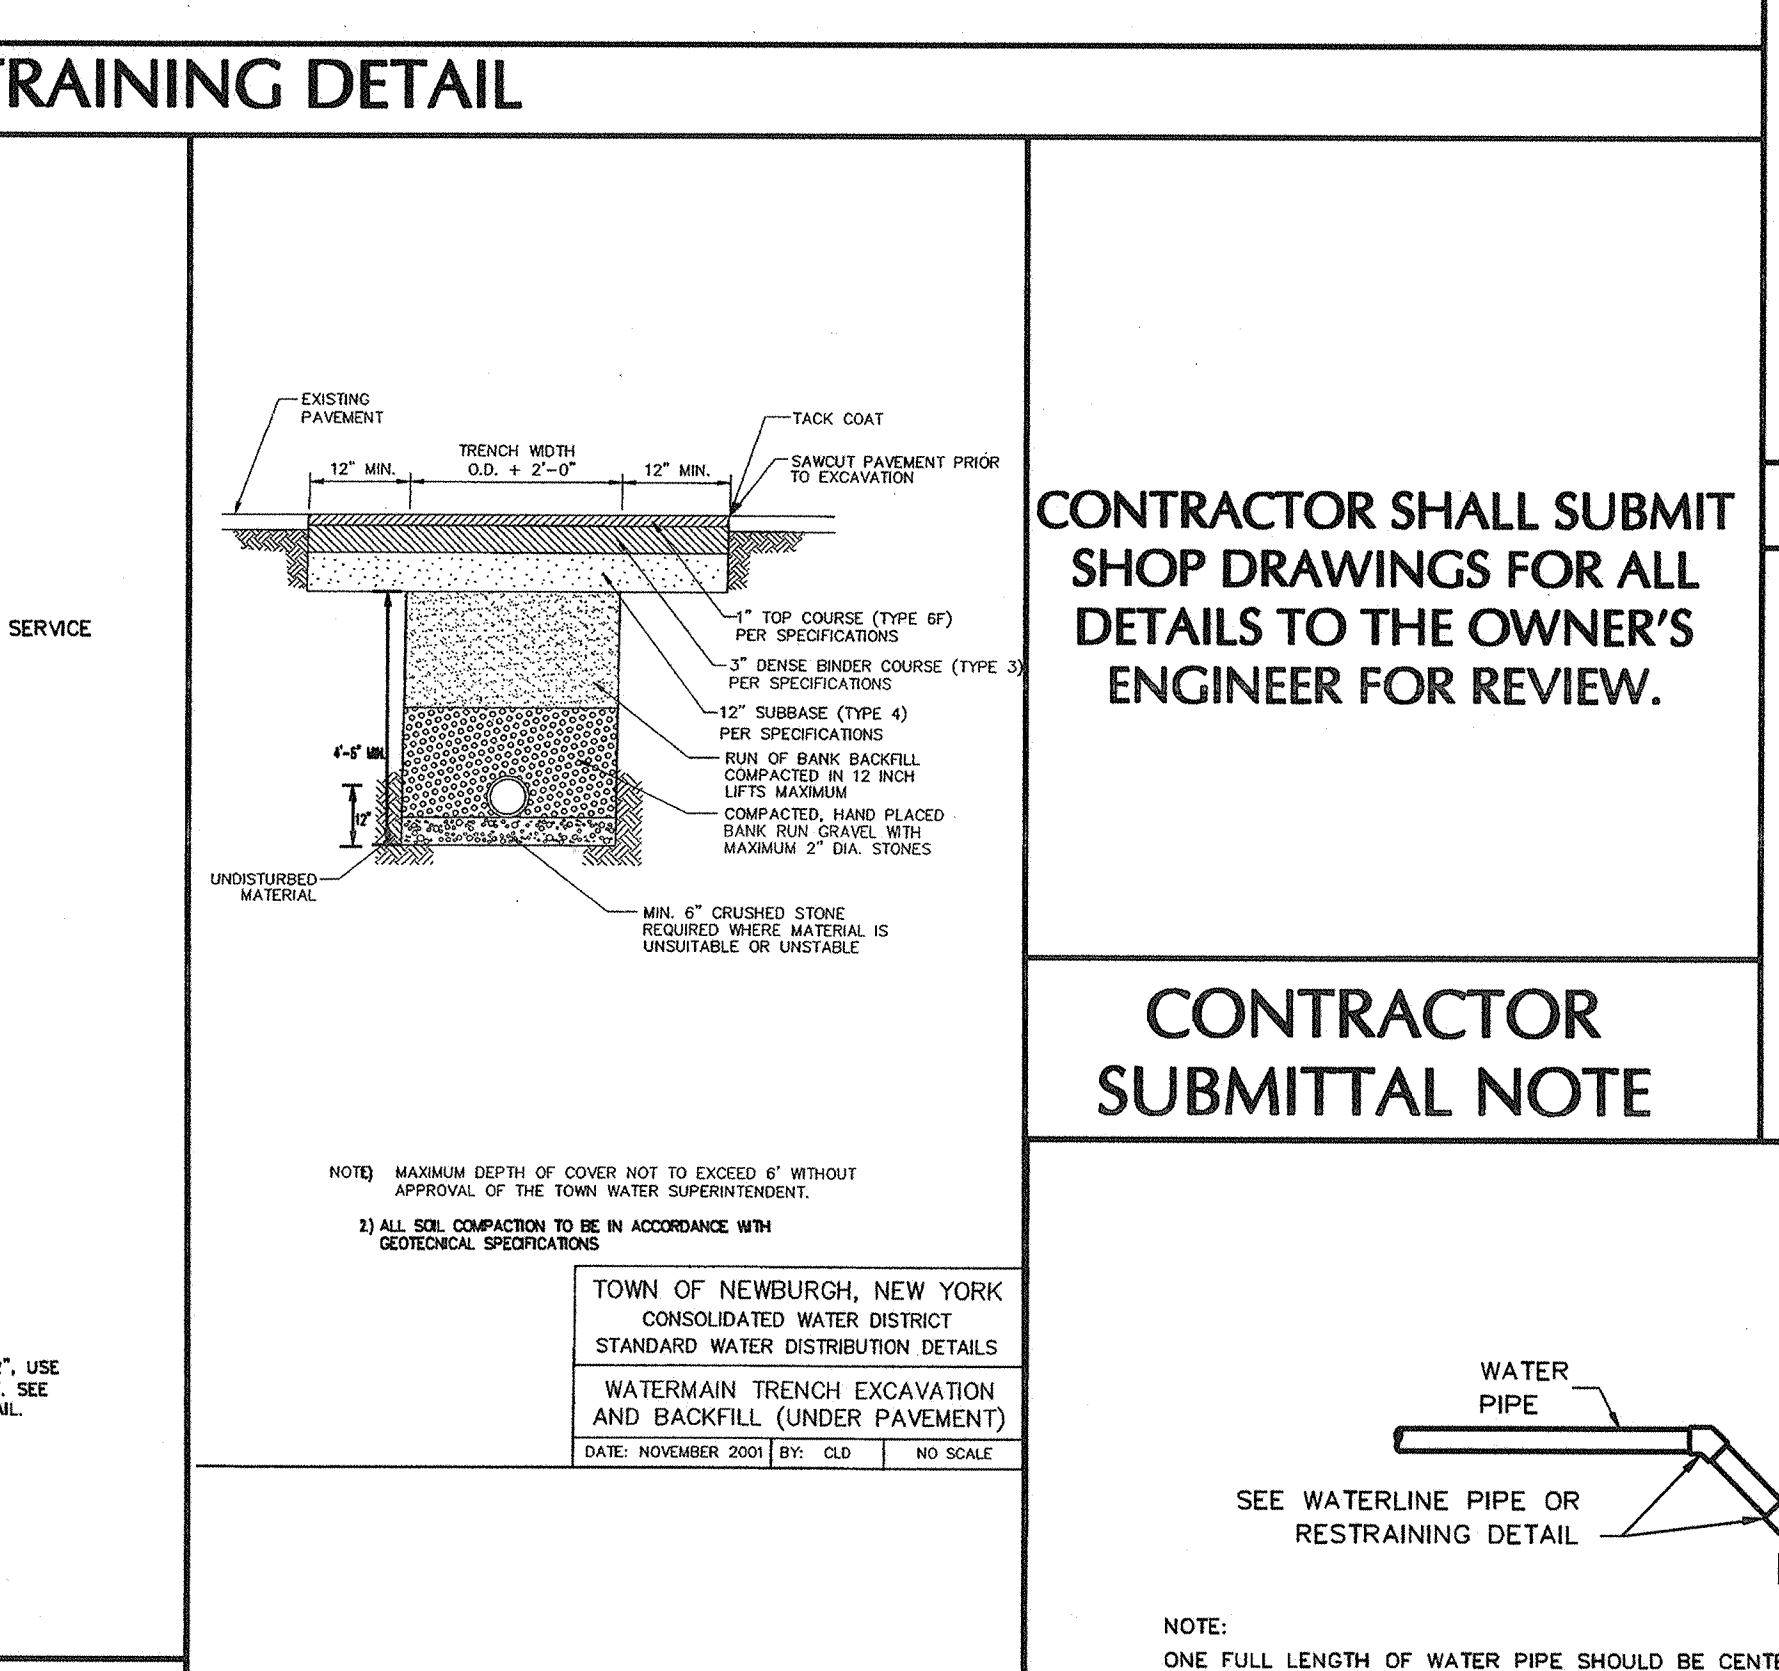 TRAINING DETAIL
SERVICE
", USE
. SEE
AIL.
EXISTING
PAVEMENT
TRENCH WIDTH
12" MIN.
O.D. + 2'-0"
12" MIN.
TACK COAT
SAWCUT PAVEMENT PRIOR
TO EXCAVATION
1" TOP COURSE (TYPE 6F)
PER SPECIFICATIONS
3" DENSE BINDER COURSE (TYPE 3)
PER SPECIFICATIONS
12" SUBBASE (TYPE 4)
PER SPECIFICATIONS
RUN OF BANK BACKFILL
COMPACTED IN 12 INCH
LIFTS MAXIMUM
COMPACTED, HAND PLACED
BANK RUN GRAVEL WITH
MAXIMUM 2" DIA. STONES
4'-6" MIN.
12"
UNDISTURBED
MATERIAL
MIN. 6" CRUSHED STONE
REQUIRED WHERE MATERIAL IS
UNSUITABLE OR UNSTABLE
NOTE) MAXIMUM DEPTH OF COVER NOT TO EXCEED 6' WITHOUT
APPROVAL OF THE TOWN WATER SUPERINTENDENT.
2) ALL SOIL COMPACTION TO BE IN ACCORDANCE WITH
GEOTECNICAL SPECIFICATIONS
TOWN OF NEWBURGH, NEW YORK
CONSOLIDATED WATER DISTRICT
STANDARD WATER DISTRIBUTION DETAILS
WATERMAIN TRENCH EXCAVATION
AND BACKFILL (UNDER PAVEMENT)
DATE: NOVEMBER 2001 BY: CLD NO SCALE
CONTRACTOR SHALL SUBMIT
SHOP DRAWINGS FOR ALL
DETAILS TO THE OWNER'S
ENGINEER FOR REVIEW.
CONTRACTOR
SUBMITTAL NOTE
WATER
PIPE
SEE WATERLINE PIPE OR
RESTRAINING DETAIL
NOTE:
ONE FULL LENGTH OF WATER PIPE SHOULD BE CENTE